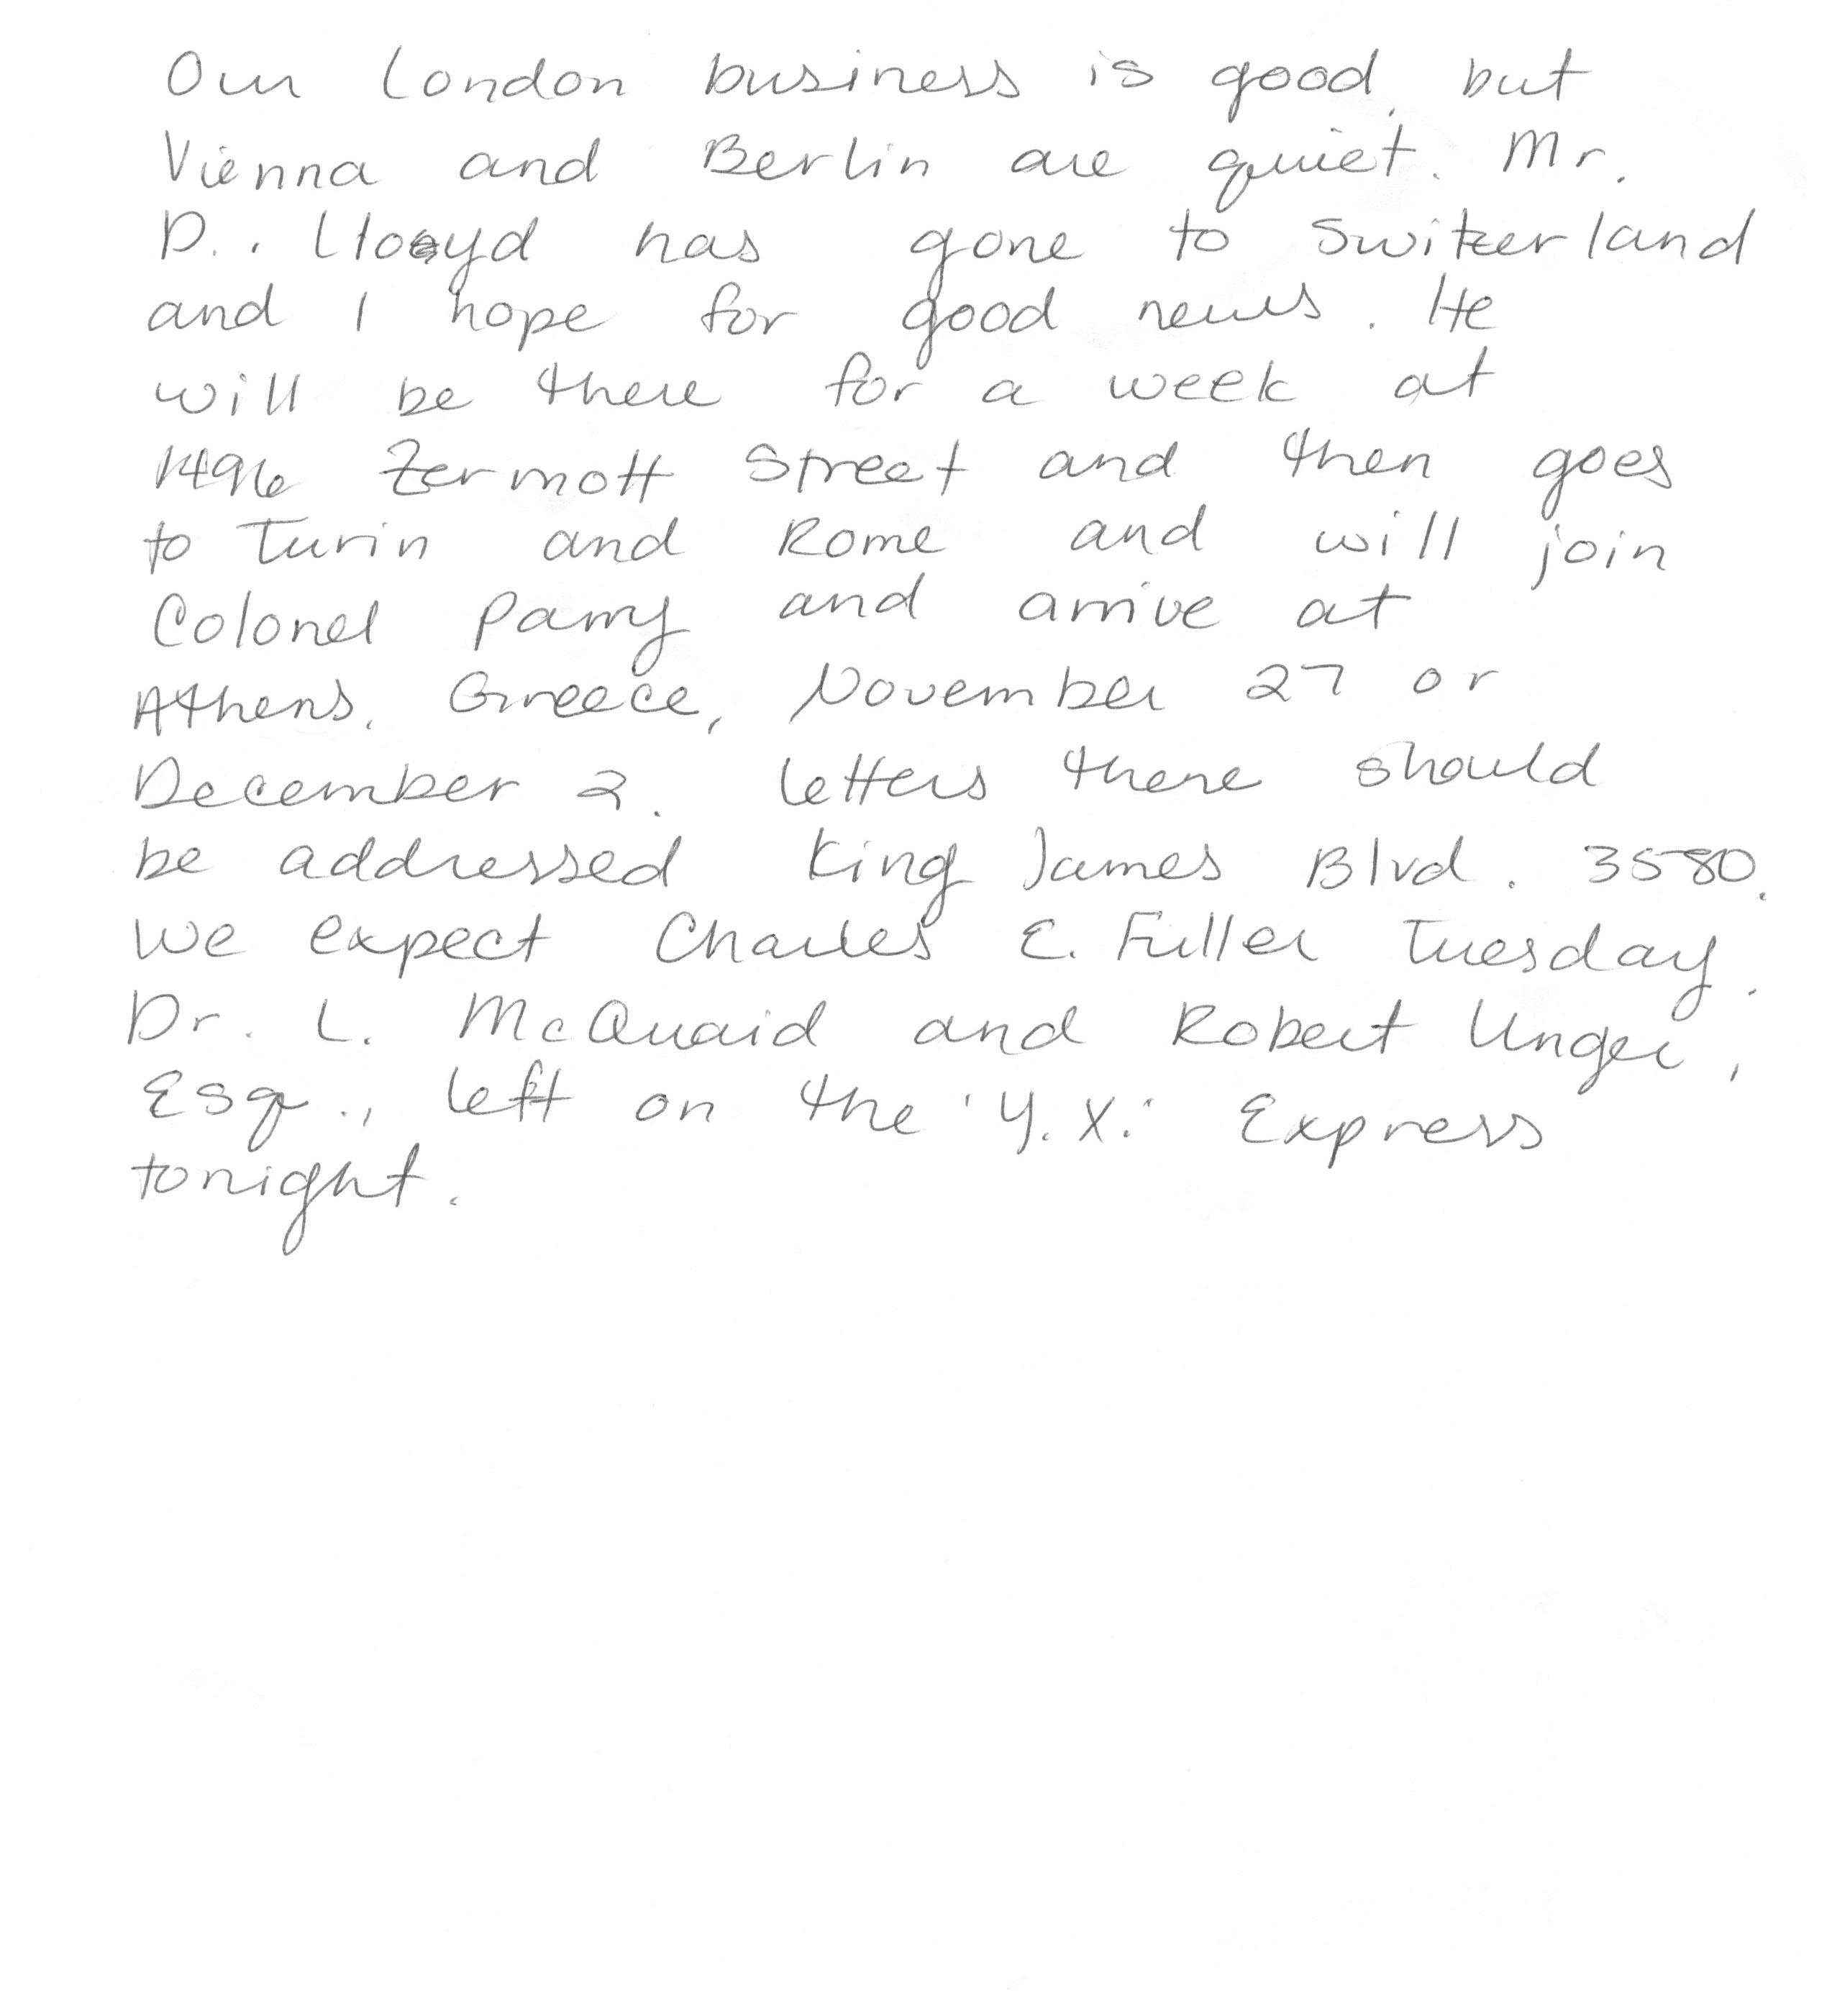 Our London business is good, but
Vienna and Berlin are quiet. Mr.
D.. Lloyd has gone to Switzerland
and I hope for good news. He
will be there for a week at
1496 Zermott Street and then goes
to Turin and Rome and will join
Colonel Parry and arrive at
Athens, Greece, November 27 or
December 2. Letters there should
be addressed King James Blvd. 3580.
We expect Charles E. Fuller Tuesday.
Dr. L. McQuaid and Robert Unger,
Esq., left on the 'Y.X.' Express
tonight.